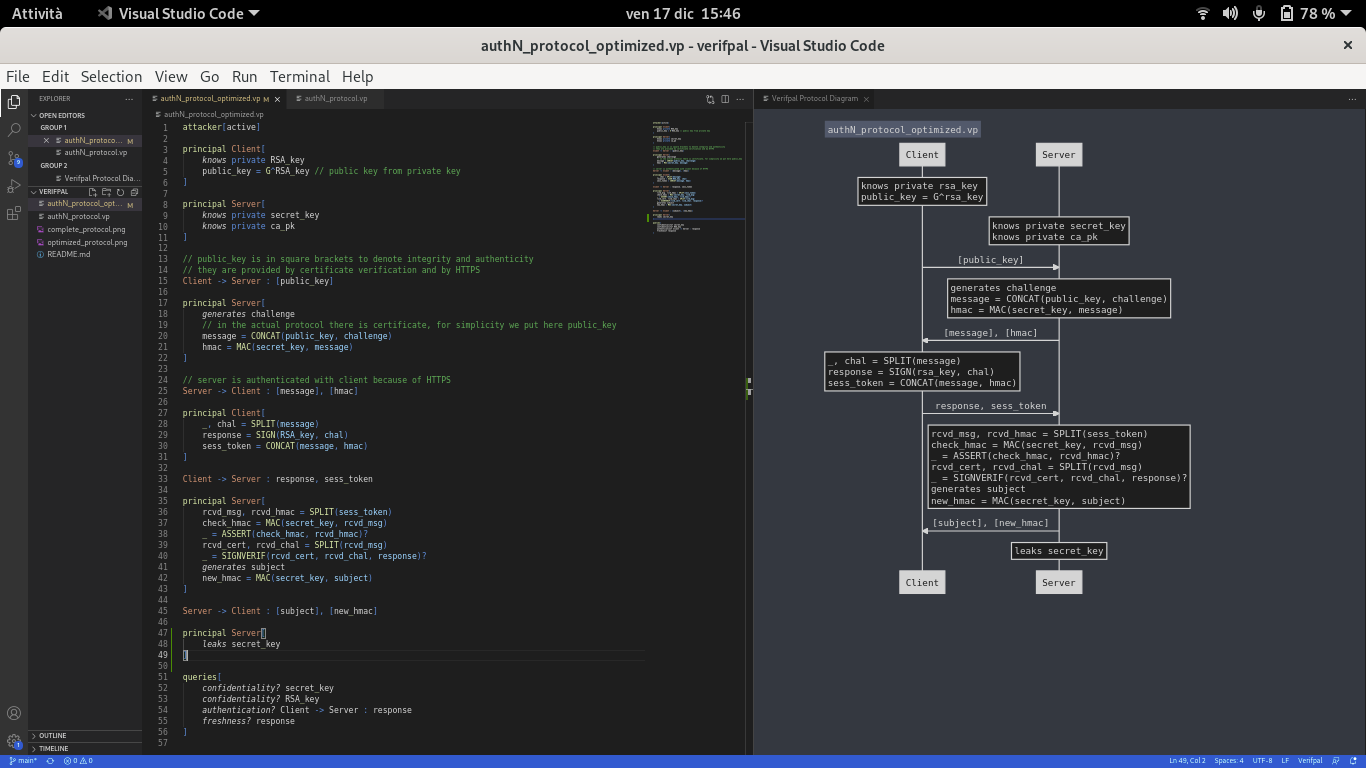 Attività
Visual Studio Code
ven 17 dic 15:46
78 %
authN_protocol_optimized.vp - verifpal - Visual Studio Code
File Edit Selection View Go Run Terminal Help
EXPLORER
OPEN EDITORS
GROUP 1
authN_protoco... M
authN_protocol.vp
GROUP 2
Verifpal Protocol Dia...
VERIFPAL
authN_protocol_opt... M
authN_protocol.vp
complete_protocol.png
optimized_protocol.png
README.md
OUTLINE
TIMELINE
authN_protocol_optimized.vp M
authN_protocol.vp
authN_protocol_optimized.vp
1 attacker[active]
2
3 principal Client[
4 knows private RSA_key
5 public_key = G^RSA_key // public key from private key
6 ]
7
8 principal Server[
9 knows private secret_key
10 knows private ca_pk
11 ]
12
13 // public_key is in square brackets to denote integrity and authenticity
14 // they are provided by certificate verification and by HTTPS
15 Client -> Server : [public_key]
16
17 principal Server[
18 generates challenge
19 // in the actual protocol there is certificate, for simplicity we put here public_key
20 message = CONCAT(public_key, challenge)
21 hmac = MAC(secret_key, message)
22 ]
23
24 // server is authenticated with client because of HTTPS
25 Server -> Client : [message], [hmac]
26
27 principal Client[
28 _, chal = SPLIT(message)
29 response = SIGN(RSA_key, chal)
30 sess_token = CONCAT(message, hmac)
31 ]
32
33 Client -> Server : response, sess_token
34
35 principal Server[
36 rcvd_msg, rcvd_hmac = SPLIT(sess_token)
37 check_hmac = MAC(secret_key, rcvd_msg)
38 _ = ASSERT(check_hmac, rcvd_hmac)?
39 rcvd_cert, rcvd_chal = SPLIT(rcvd_msg)
40 _ = SIGNVERIF(rcvd_cert, rcvd_chal, response)?
41 generates subject
42 new_hmac = MAC(secret_key, subject)
43 ]
44
45 Server -> Client : [subject], [new_hmac]
46
47 principal Server[
48 leaks secret_key
49 ]
50
51 queries[
52 confidentiality? secret_key
53 confidentiality? RSA_key
54 authentication? Client -> Server : response
55 freshness? response
56 ]
57
Verifpal Protocol Diagram
authN_protocol_optimized.vp
Client Server
knows private rsa_key
public_key = G^rsa_key
knows private secret_key
knows private ca_pk
[public_key]
generates challenge
message = CONCAT(public_key, challenge)
hmac = MAC(secret_key, message)
[message], [hmac]
_, chal = SPLIT(message)
response = SIGN(rsa_key, chal)
sess_token = CONCAT(message, hmac)
response, sess_token
rcvd_msg, rcvd_hmac = SPLIT(sess_token)
check_hmac = MAC(secret_key, rcvd_msg)
_ = ASSERT(check_hmac, rcvd_hmac)?
rcvd_cert, rcvd_chal = SPLIT(rcvd_msg)
_ = SIGNVERIF(rcvd_cert, rcvd_chal, response)?
generates subject
new_hmac = MAC(secret_key, subject)
[subject], [new_hmac]
leaks secret_key
Client Server
main* 0 0
Ln 49, Col 2 Spaces: 4 UTF-8 LF Verifpal